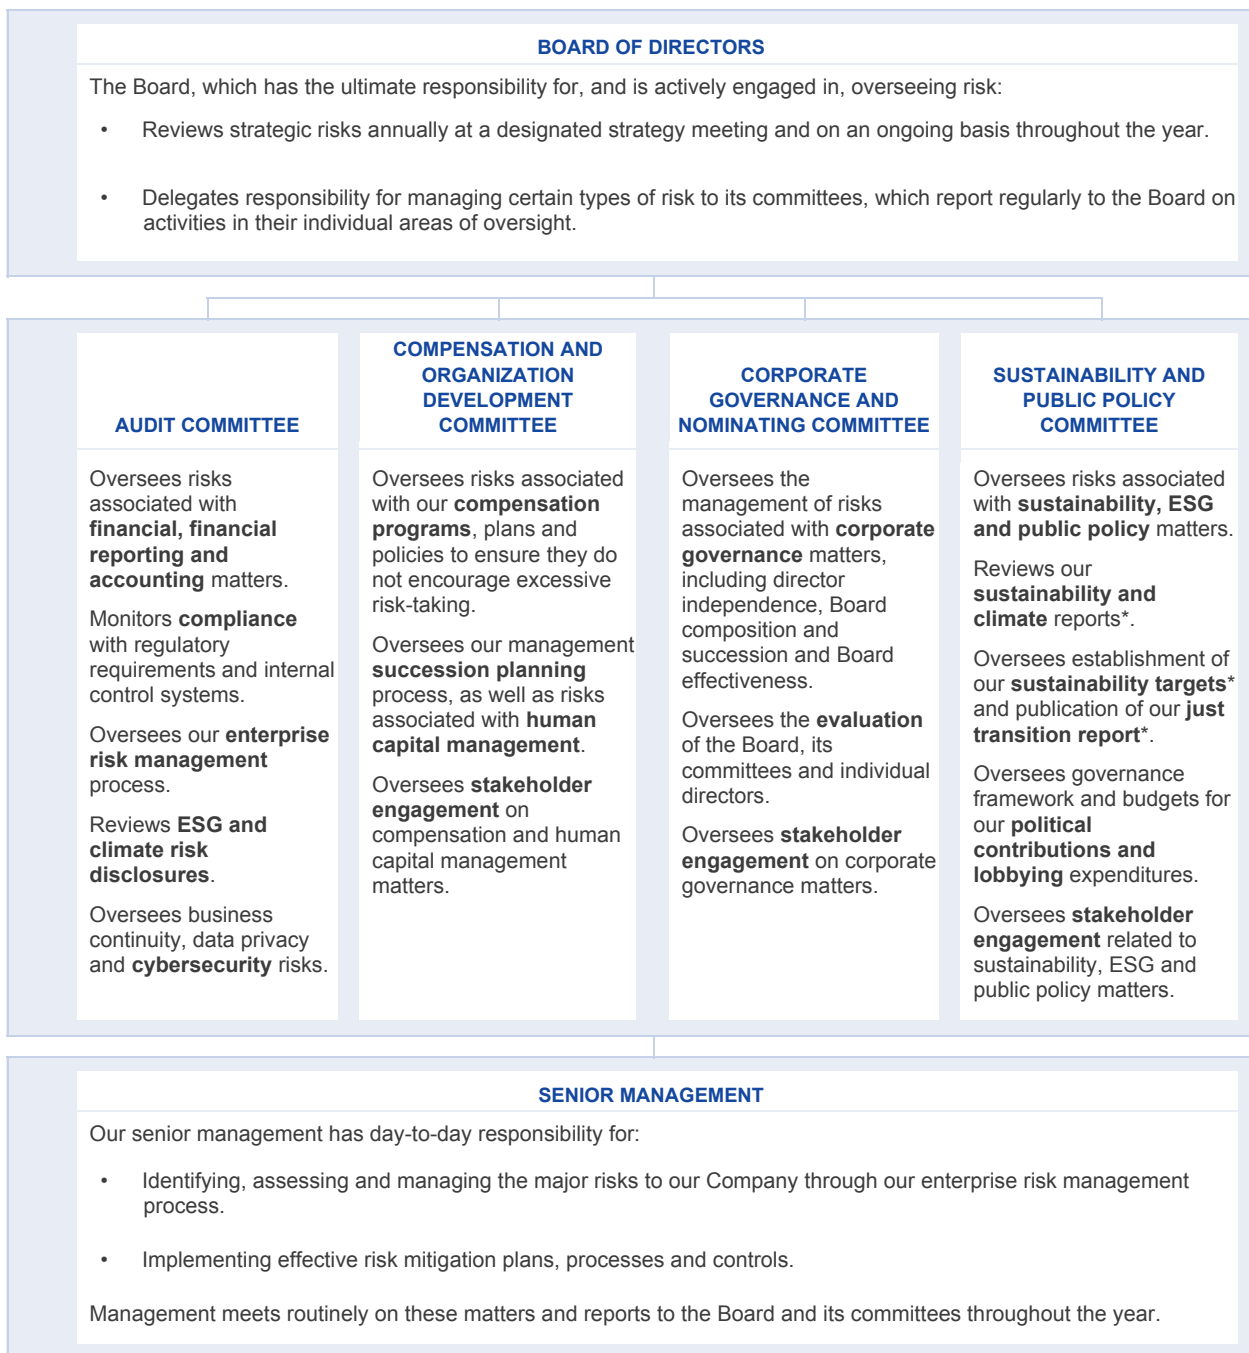 BOARD OF DIRECTORS
The Board, which has the ultimate responsibility for, and is actively engaged in, overseeing risk:
• Reviews strategic risks annually at a designated strategy meeting and on an ongoing basis throughout the year.
• Delegates responsibility for managing certain types of risk to its committees, which report regularly to the Board on
activities in their individual areas of oversight.
AUDIT COMMITTEE
Oversees risks
associated with
financial, financial
reporting and
accounting matters.
Monitors compliance
with regulatory
requirements and internal
control systems.
Oversees our enterprise
risk management
process.
Reviews ESG and
climate risk
disclosures.
Oversees business
continuity, data privacy
and cybersecurity risks.
COMPENSATION AND
ORGANIZATION
DEVELOPMENT
COMMITTEE
Oversees risks associated
with our compensation
programs, plans and
policies to ensure they do
not encourage excessive
risk-taking.
Oversees our management
succession planning
process, as well as risks
associated with human
capital management.
Oversees stakeholder
engagement on
compensation and human
capital management
matters.
CORPORATE
GOVERNANCE AND
NOMINATING COMMITTEE
Oversees the
management of risks
associated with corporate
governance matters,
including director
independence, Board
composition and
succession and Board
effectiveness.
Oversees the evaluation
of the Board, its
committees and individual
directors.
Oversees stakeholder
engagement on corporate
governance matters.
SUSTAINABILITY AND
PUBLIC POLICY
COMMITTEE
Oversees risks associated
with sustainability, ESG
and public policy matters.
Reviews our
sustainability and
climate reports*.
Oversees establishment of
our sustainability targets*
and publication of our just
transition report*.
Oversees governance
framework and budgets for
our political
contributions and
lobbying expenditures.
Oversees stakeholder
engagement related to
sustainability, ESG and
public policy matters.
SENIOR MANAGEMENT
Our senior management has day-to-day responsibility for:
• Identifying, assessing and managing the major risks to our Company through our enterprise risk management
process.
• Implementing effective risk mitigation plans, processes and controls.
Management meets routinely on these matters and reports to the Board and its committees throughout the year.